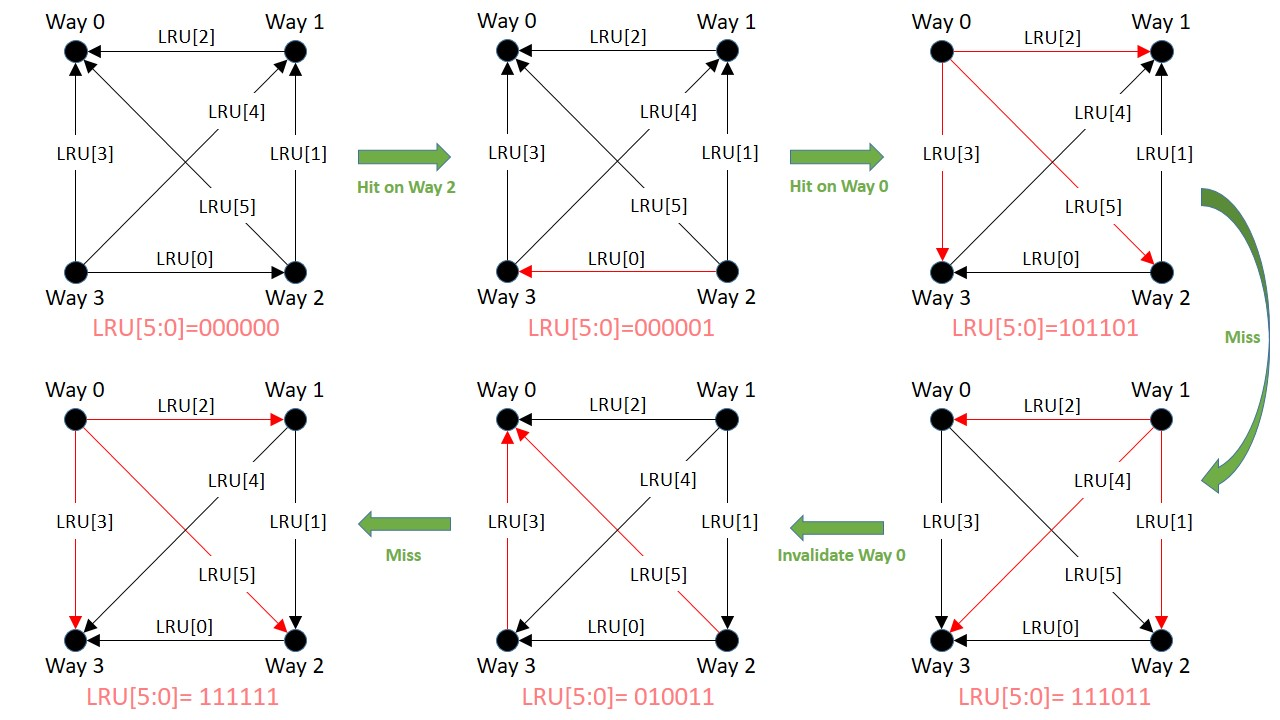 Way 0
Way 1
LRU[2]
LRU[4]
LRU[3]
LRU[1]
LRU[5]
LRU[0]
Way 3
Way 2
LRU[5:0]=000000
Hit on Way 2
Way 0
Way 1
LRU[2]
LRU[4]
LRU[3]
LRU[1]
LRU[5]
LRU[0]
Way 3
Way 2
LRU[5:0]=000001
Hit on Way 0
Way 0
Way 1
LRU[2]
LRU[4]
LRU[3]
LRU[1]
LRU[5]
LRU[0]
Way 3
Way 2
LRU[5:0]=101101
Miss
Way 0
Way 1
LRU[2]
LRU[4]
LRU[3]
LRU[1]
LRU[5]
LRU[0]
Way 3
Way 2
LRU[5:0]= 111011
Invalidate Way 0
Way 0
Way 1
LRU[2]
LRU[4]
LRU[3]
LRU[1]
LRU[5]
LRU[0]
Way 3
Way 2
LRU[5:0]= 010011
Miss
Way 0
Way 1
LRU[2]
LRU[4]
LRU[3]
LRU[1]
LRU[5]
LRU[0]
Way 3
Way 2
LRU[5:0]= 111111